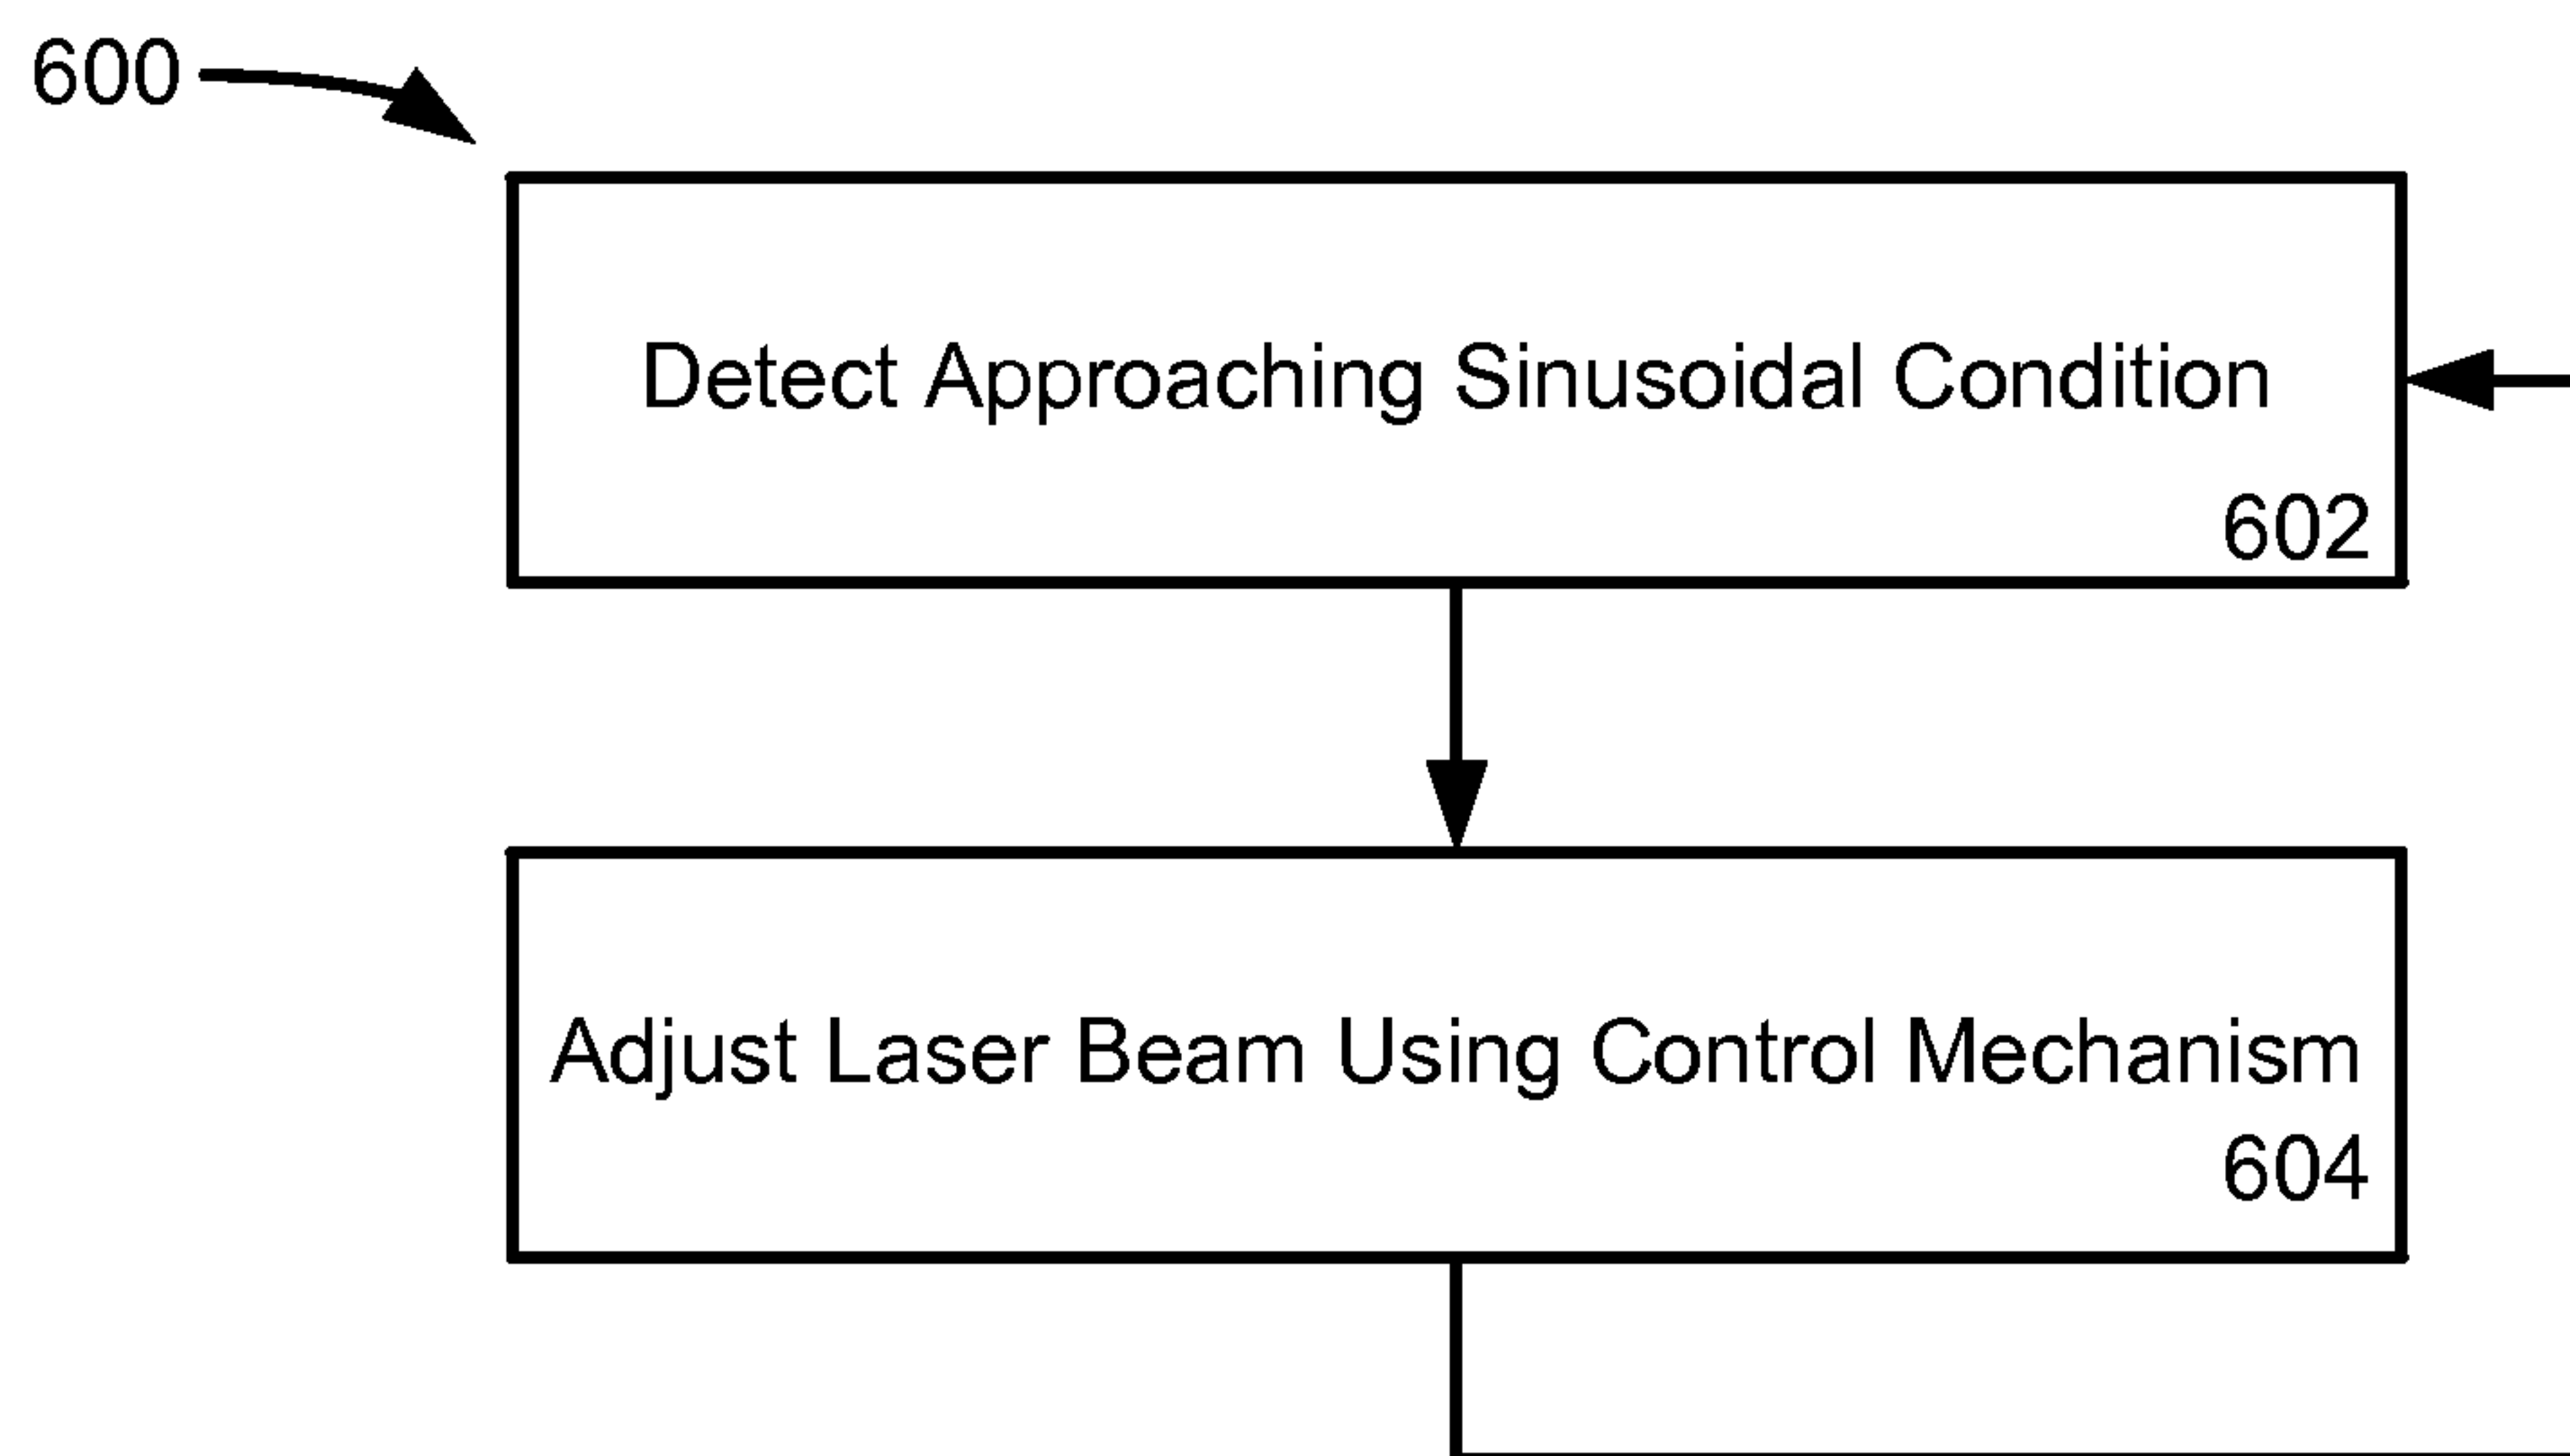 600
Detect Approaching Sinusoidal Condition
602
Adjust Laser Beam Using Control Mechanism
604